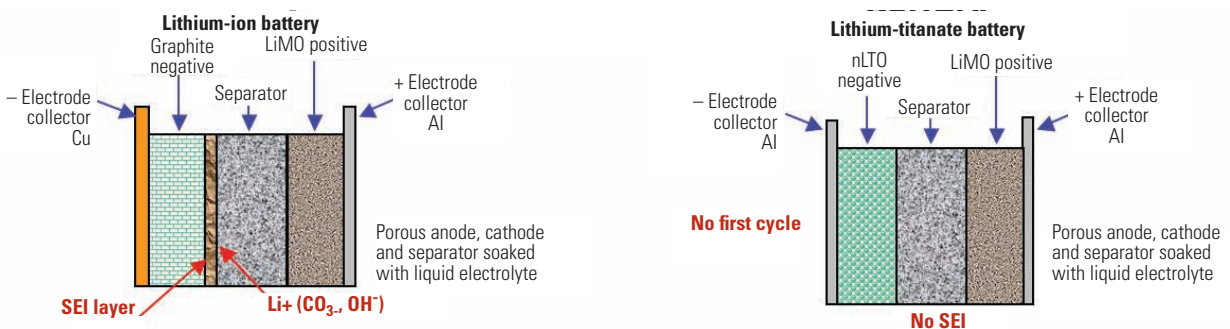 Lithium-ion battery
Graphite
negative
LiMO positive
– Electrode
collector
Cu
Separator
+ Electrode
collector
Al
Porous anode, cathode
and separator soaked
with liquid electrolyte
SEI layer
Li+ (CO₃-, OH⁻)
Lithium-titanate battery
nLTO
negative
LiMO positive
– Electrode
collector
Al
Separator
+ Electrode
collector
Al
No first cycle
Porous anode, cathode
and separator soaked
with liquid electrolyte
No SEI